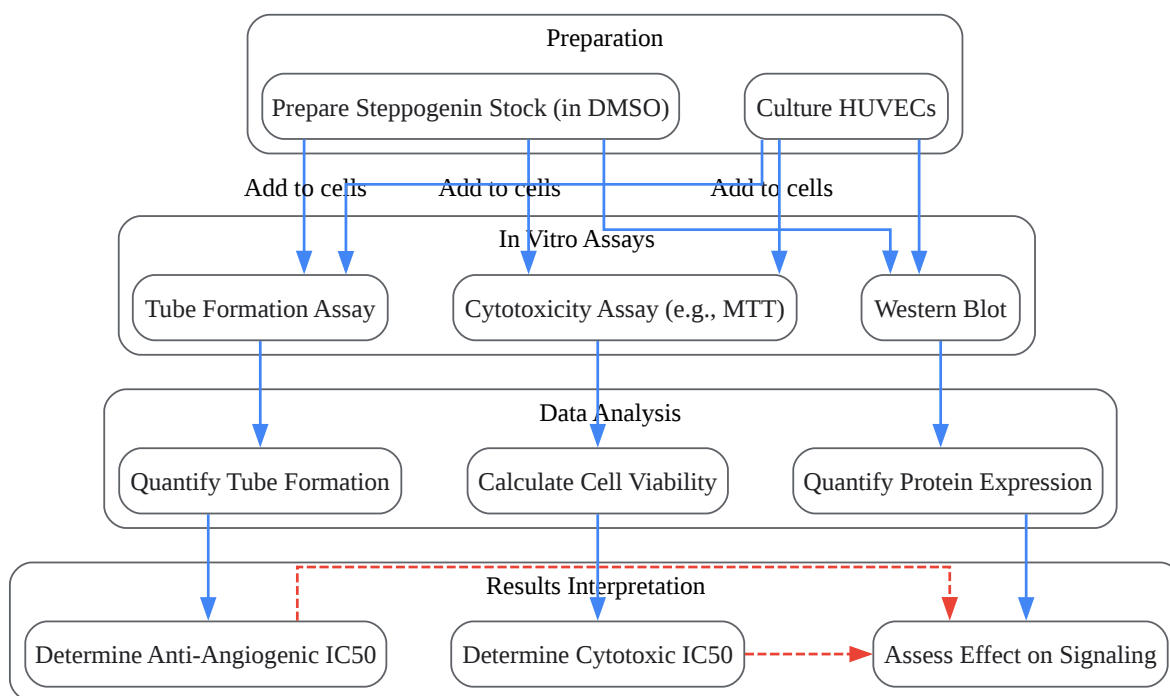 Preparation
Prepare Steppogenin Stock (in DMSO)
Culture HUVECs
Add to cells
Add to cells
Add to cells
In Vitro Assays
Tube Formation Assay
Cytotoxicity Assay (e.g., MTT)
Western Blot
Data Analysis
Quantify Tube Formation
Calculate Cell Viability
Quantify Protein Expression
Results Interpretation
Determine Anti-Angiogenic IC50
Determine Cytotoxic IC50
Assess Effect on Signaling